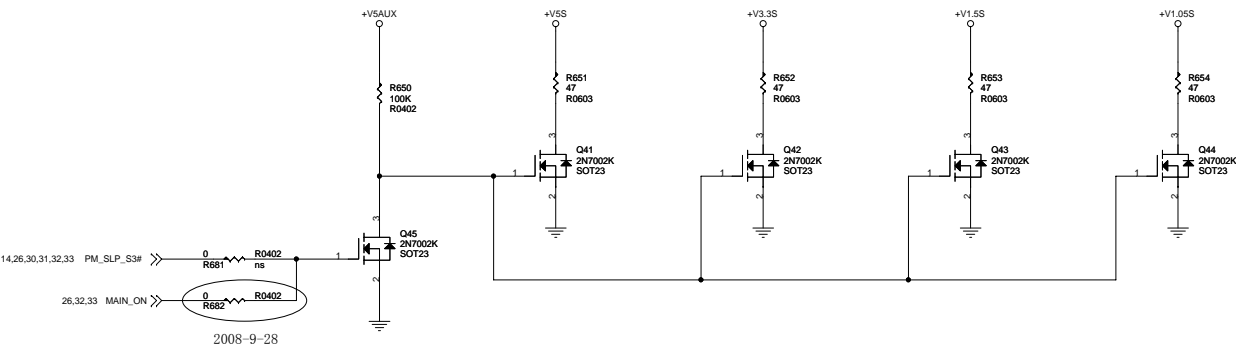 +V5AUX
+V5S
+V3.3S
+V1.5S
+V1.05S
R650
100K
R0402
R651
47
R0603
R652
47
R0603
R653
47
R0603
R654
47
R0603
3
Q41
2N7002K
SOT23
1
2
3
Q42
2N7002K
SOT23
1
2
3
Q43
2N7002K
SOT23
1
2
3
Q44
2N7002K
SOT23
1
2
3
Q45
2N7002K
SOT23
1
2
14,26,30,31,32,33 PM_SLP_S3#
0 R0402
R681 ns
26,32,33 MAIN_ON
0 R0402
R682
2008-9-28